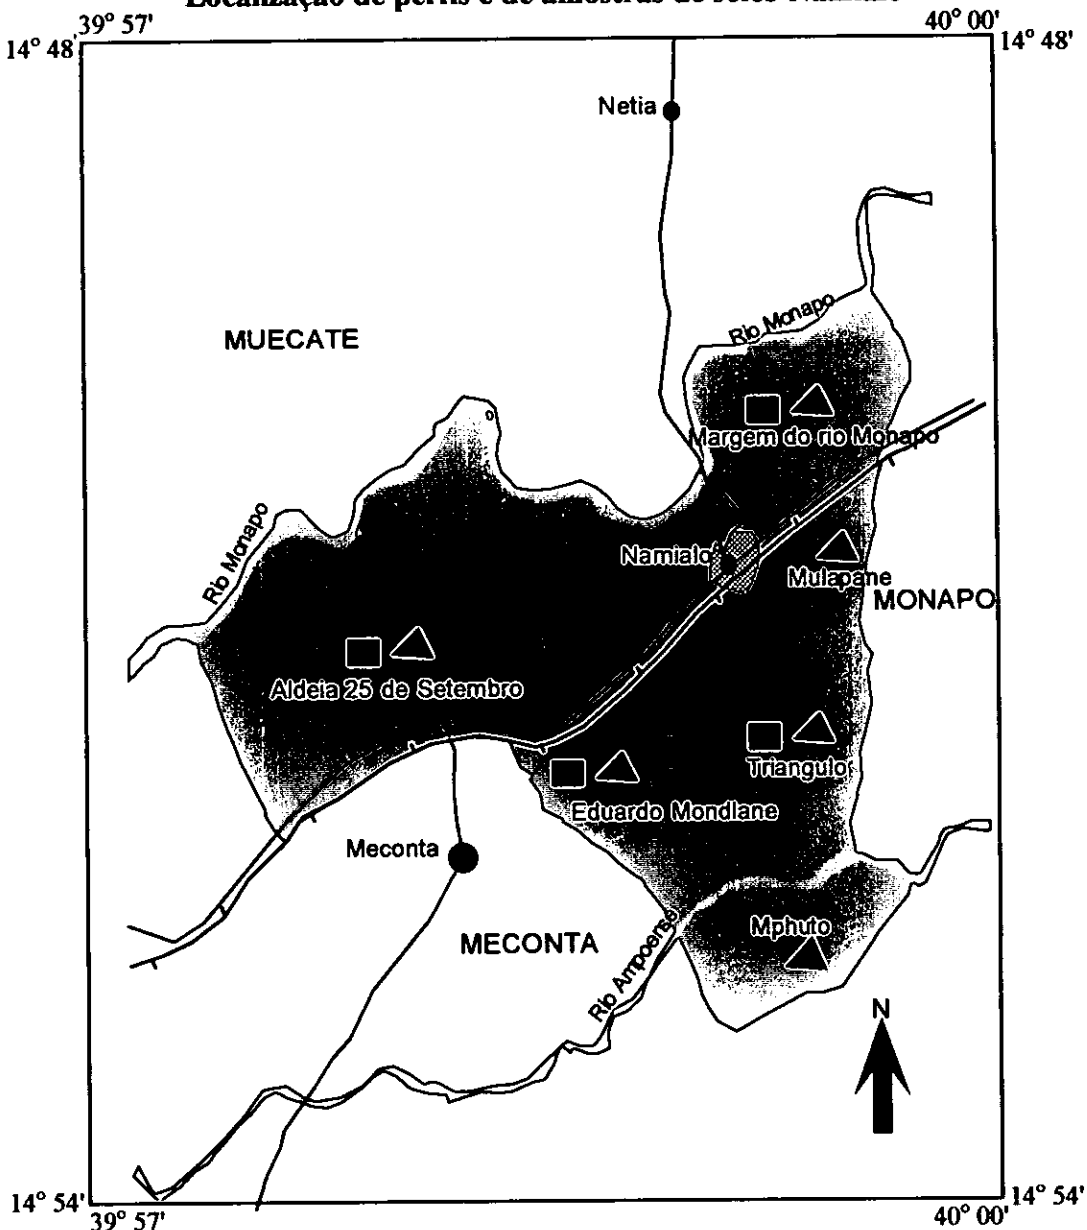 39° 57'
40° 00'
14° 48'
14° 48'
Netia
Rio Monapo
MUECATE
Margem do rio Monapo
Rio Monapo
Namialo
Mulapane
MONAPO
Aldeia 25 de Setembro
Triangulo
Eduardo Mondlane
Meconta
Mphuto
MECONTA
Rio Ampoense
N
14° 54'
14° 54'
39° 57'
40° 00'